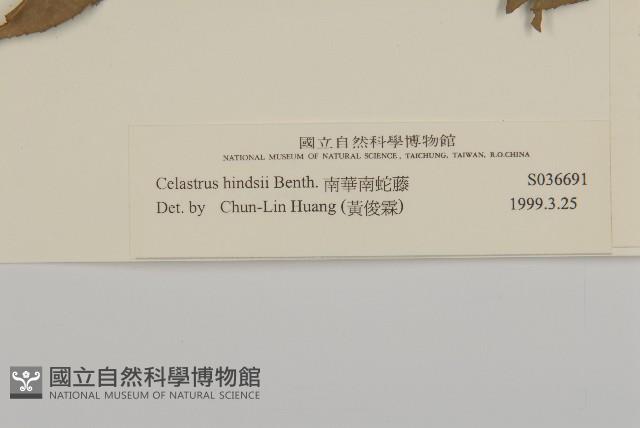 國立自然科學博物館
NATIONAL MUSEUM OF NATURAL SCIENCE, TAICHUNG, TAIWAN, R.O.CHINA
Celastrus hindsii Benth. 南華南蛇藤 S036691
Det. by Chun-Lin Huang (黃俊霖) 1999.3.25
國立自然科學博物館
NATIONAL MUSEUM OF NATURAL SCIENCE